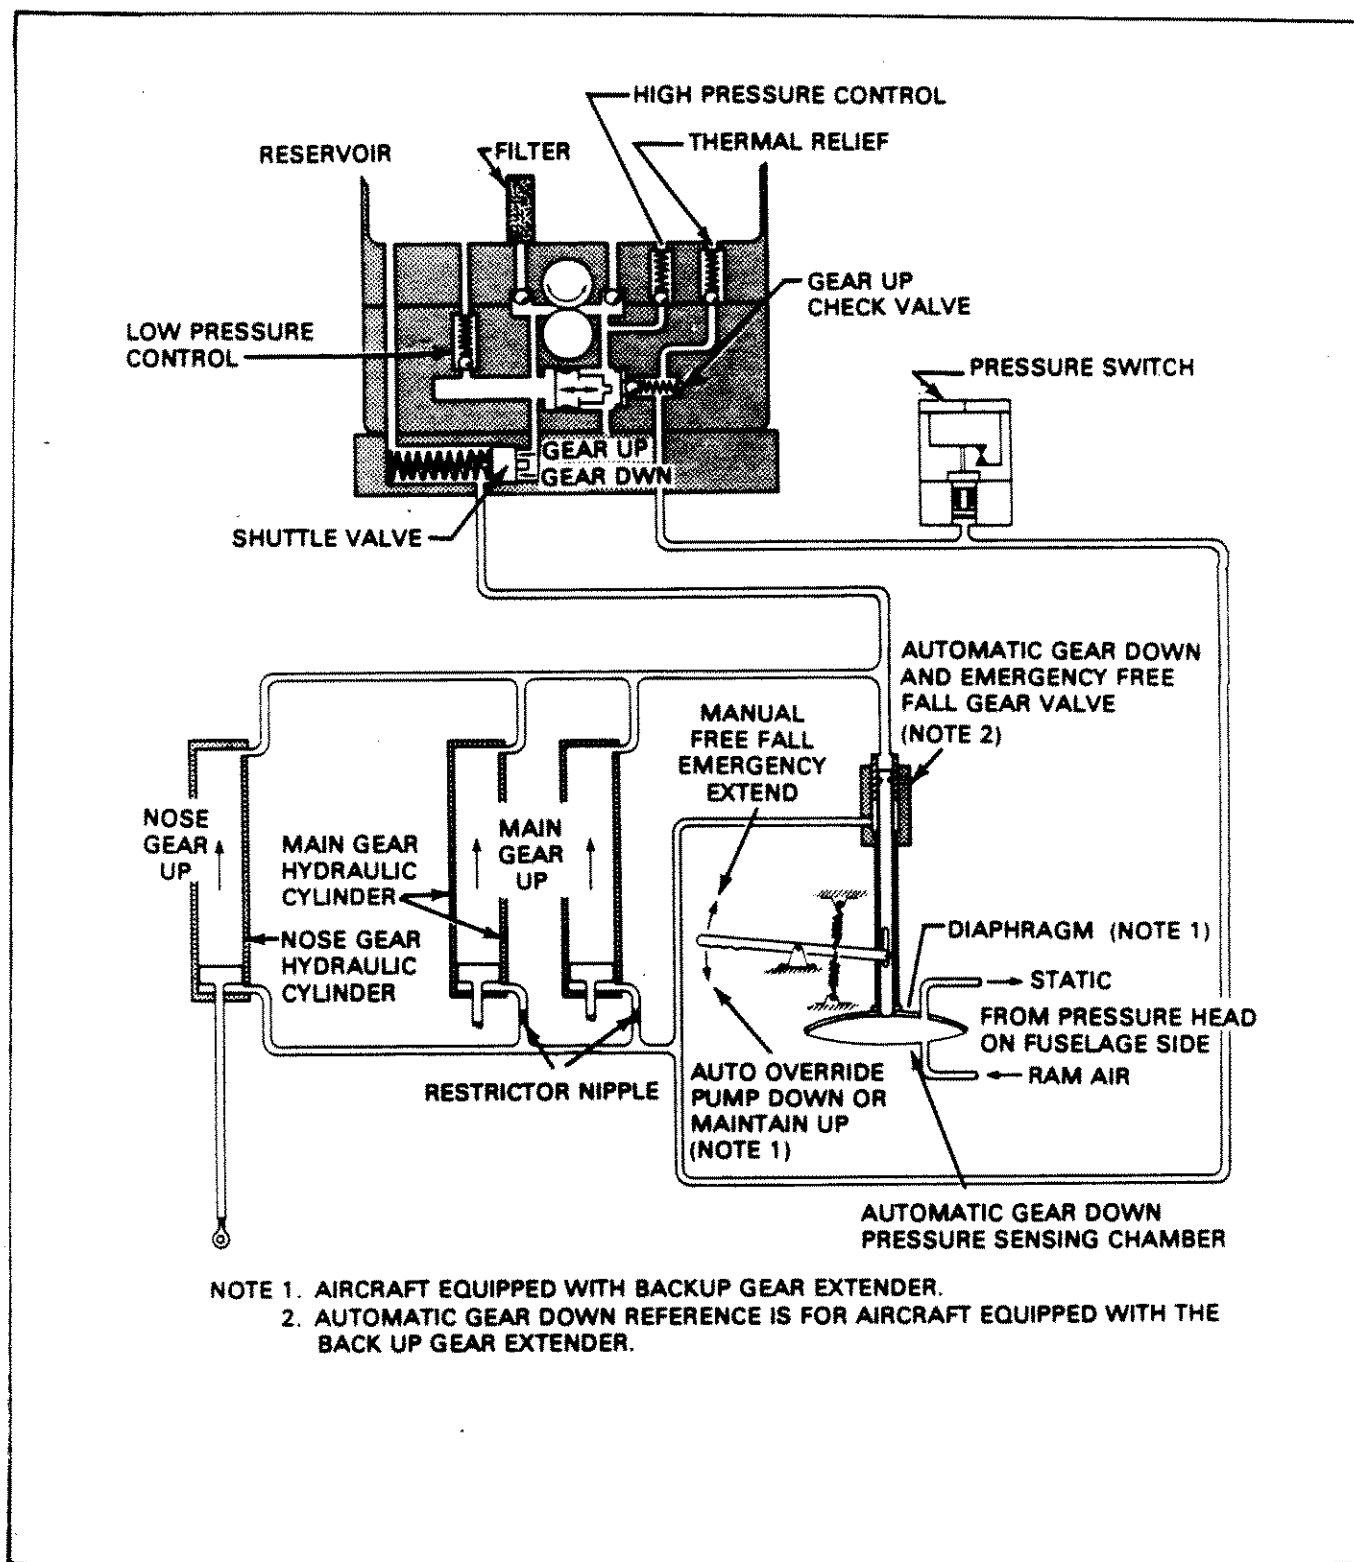 HIGH PRESSURE CONTROL
THERMAL RELIEF
RESERVOIR
FILTER
GEAR UP
CHECK VALVE
LOW PRESSURE
CONTROL
PRESSURE SWITCH
GEAR UP
GEAR DWN
SHUTTLE VALVE
AUTOMATIC GEAR DOWN
AND EMERGENCY FREE
FALL GEAR VALVE
(NOTE 2)
MANUAL
FREE FALL
EMERGENCY
EXTEND
NOSE
GEAR
UP
MAIN GEAR
HYDRAULIC
CYLINDER
MAIN
GEAR
UP
NOSE GEAR
HYDRAULIC
CYLINDER
DIAPHRAGM (NOTE 1)
STATIC
FROM PRESSURE HEAD
ON FUSELAGE SIDE
RAM AIR
RESTRICTOR NIPPLE
AUTO OVERRIDE
PUMP DOWN OR
MAINTAIN UP
(NOTE 1)
AUTOMATIC GEAR DOWN
PRESSURE SENSING CHAMBER
NOTE 1. AIRCRAFT EQUIPPED WITH BACKUP GEAR EXTENDER.
2. AUTOMATIC GEAR DOWN REFERENCE IS FOR AIRCRAFT EQUIPPED WITH THE
BACK UP GEAR EXTENDER.